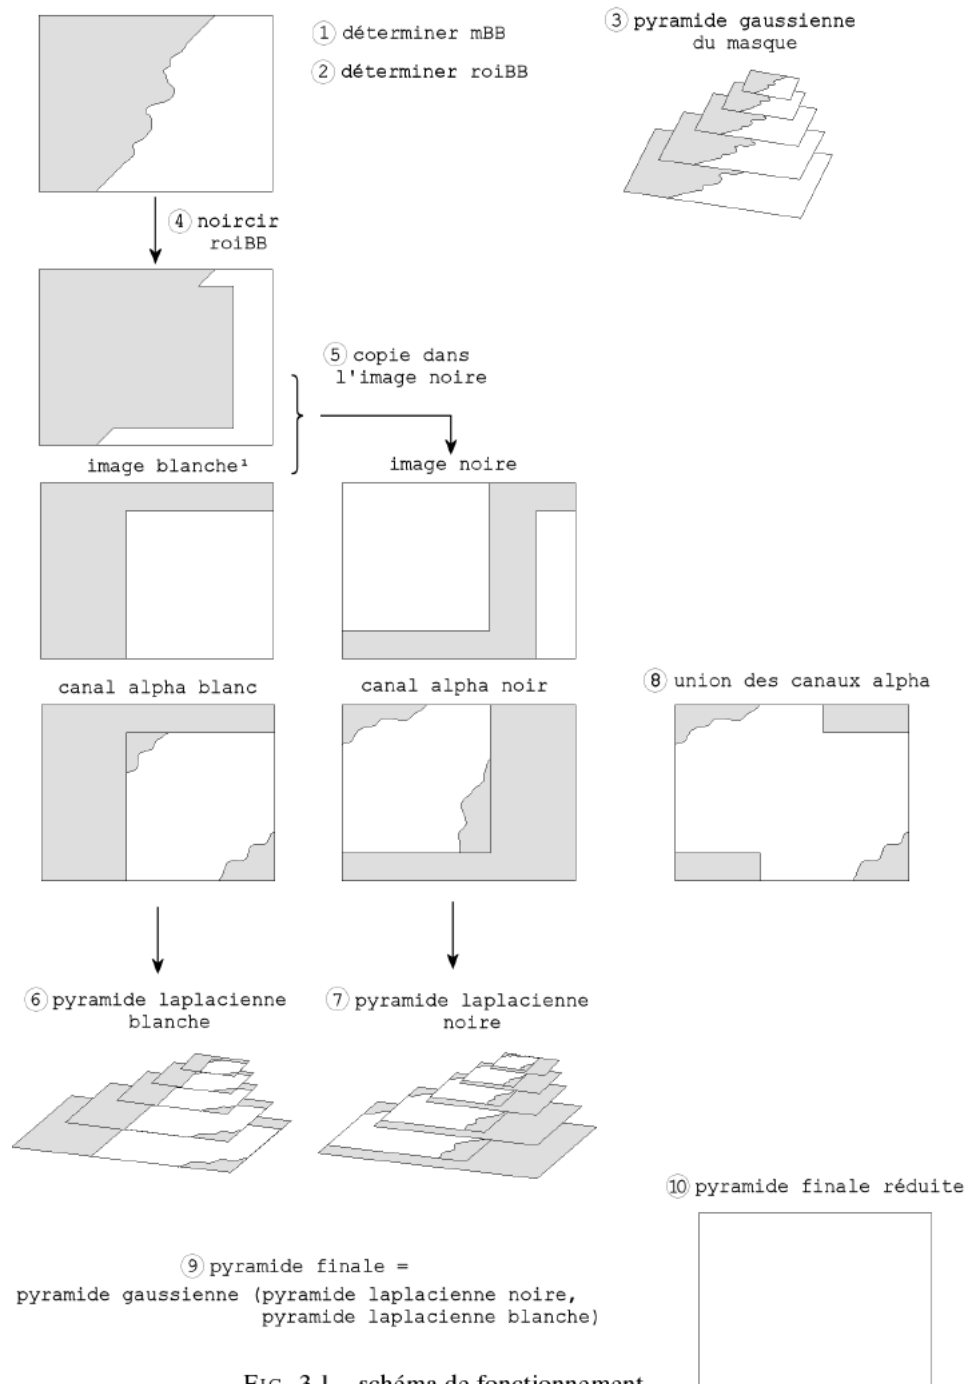 ① déterminer mBB
② déterminer roiBB
③ pyramide gaussienne
du masque
④ noircir
roiBB
⑤ copie dans
l'image noire
image blanche¹
image noire
canal alpha blanc
canal alpha noir
⑧ union des canaux alpha
⑥ pyramide laplacienne
blanche
⑦ pyramide laplacienne
noire
⑩ pyramide finale réduite
⑨ pyramide finale =
pyramide gaussienne (pyramide laplacienne noire,
pyramide laplacienne blanche)
FIG. 3.1 – schéma de fonctionnement